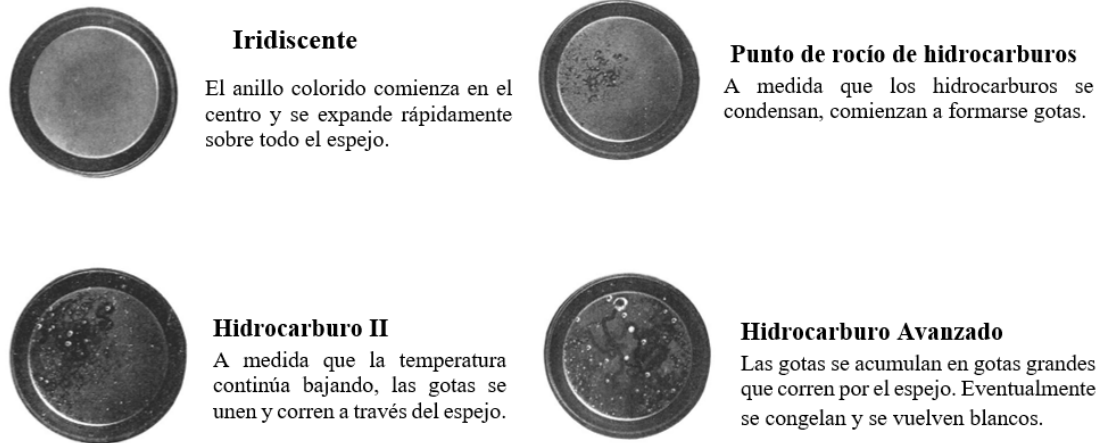 Iridiscente
El anillo colorido comienza en el
centro y se expande rápidamente
sobre todo el espejo.
Punto de rocío de hidrocarburos
A medida que los hidrocarburos se
condensan, comienzan a formarse gotas.
Hidrocarburo II
A medida que la temperatura
continúa bajando, las gotas se
unen y corren a través del espejo.
Hidrocarburo Avanzado
Las gotas se acumulan en gotas grandes
que corren por el espejo. Eventualmente
se congelan y se vuelven blancos.